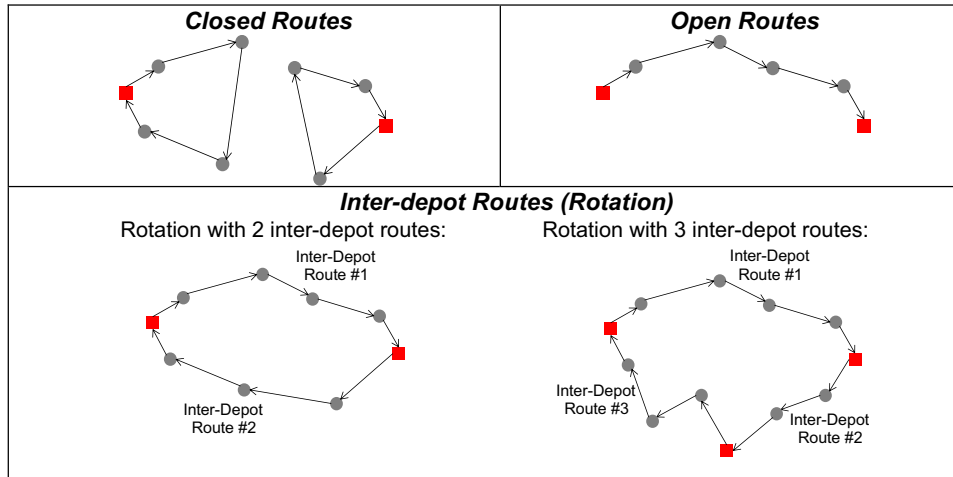 Closed Routes
Open Routes
Inter-depot Routes (Rotation)
Rotation with 2 inter-depot routes:
Inter-Depot
Route #1
Inter-Depot
Route #2
Rotation with 3 inter-depot routes:
Inter-Depot
Route #1
Inter-Depot
Route #3
Inter-Depot
Route #2